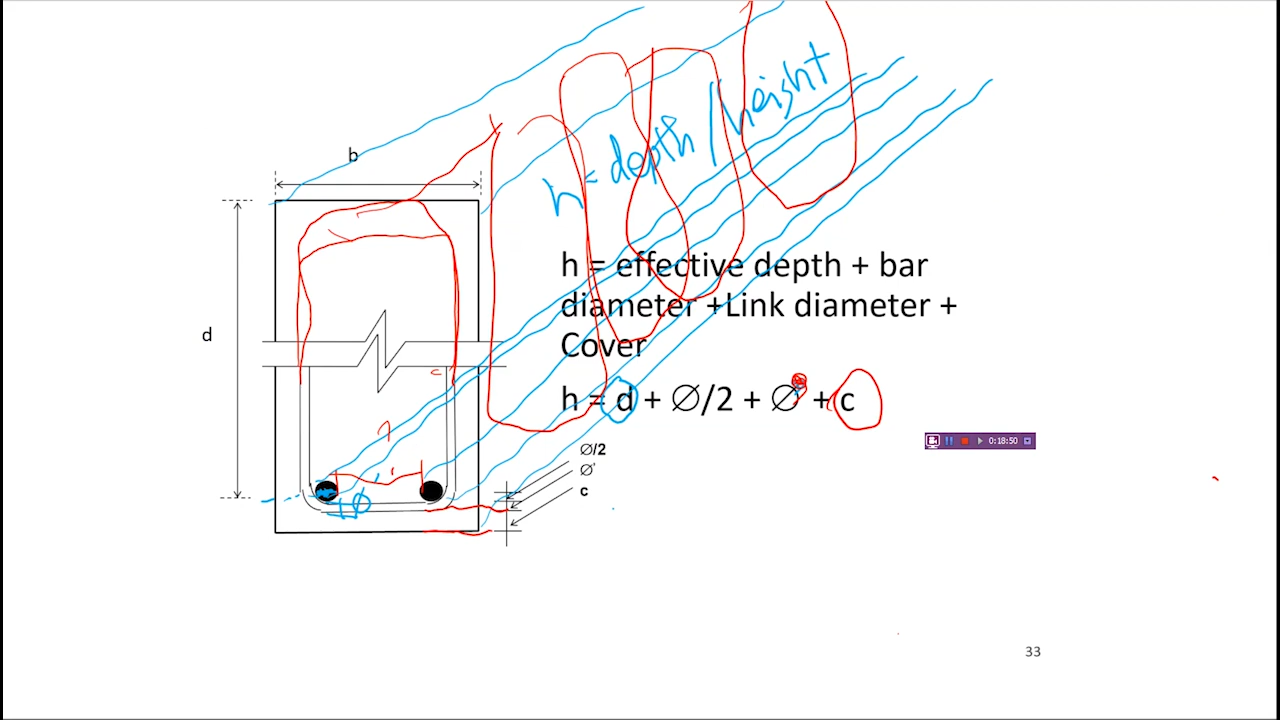 h = depth / height
b
d
h = effective depth + bar
diameter +Link diameter +
Cover
h = d + ∅/2 + ∅' + c
∅/2
∅'
c
∅
0:18:50
33